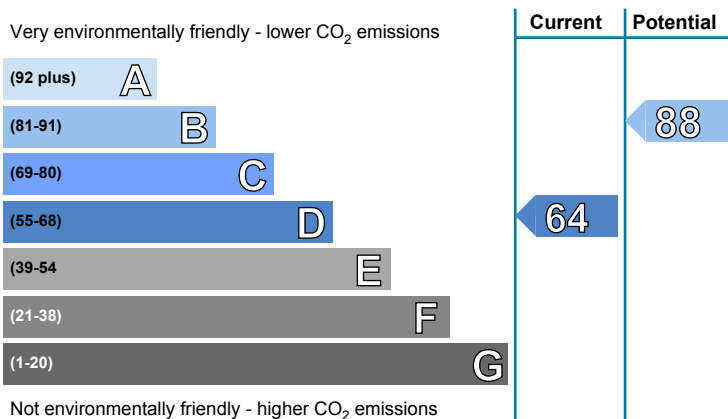 Current Potential
Very environmentally friendly - lower CO2 emissions
(92 plus) A
(81-91) B
88
(69-80) C
(55-68) D
64
(39-54 E
(21-38) F
(1-20) G
Not environmentally friendly - higher CO2 emissions